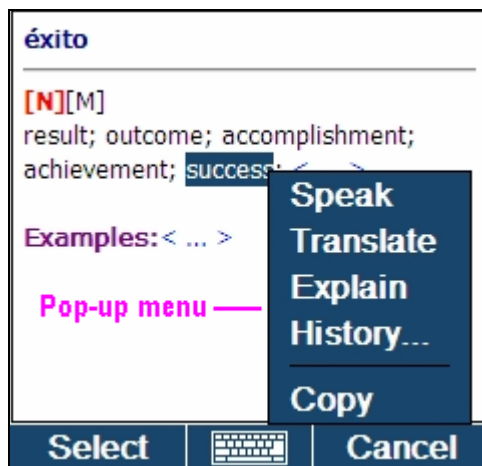 éxito
[N][M]
result; outcome; accomplishment;
achievement; success; < ... >
Examples:< ... >
Speak
Translate
Explain
History...
Copy
Pop-up menu
Select Cancel